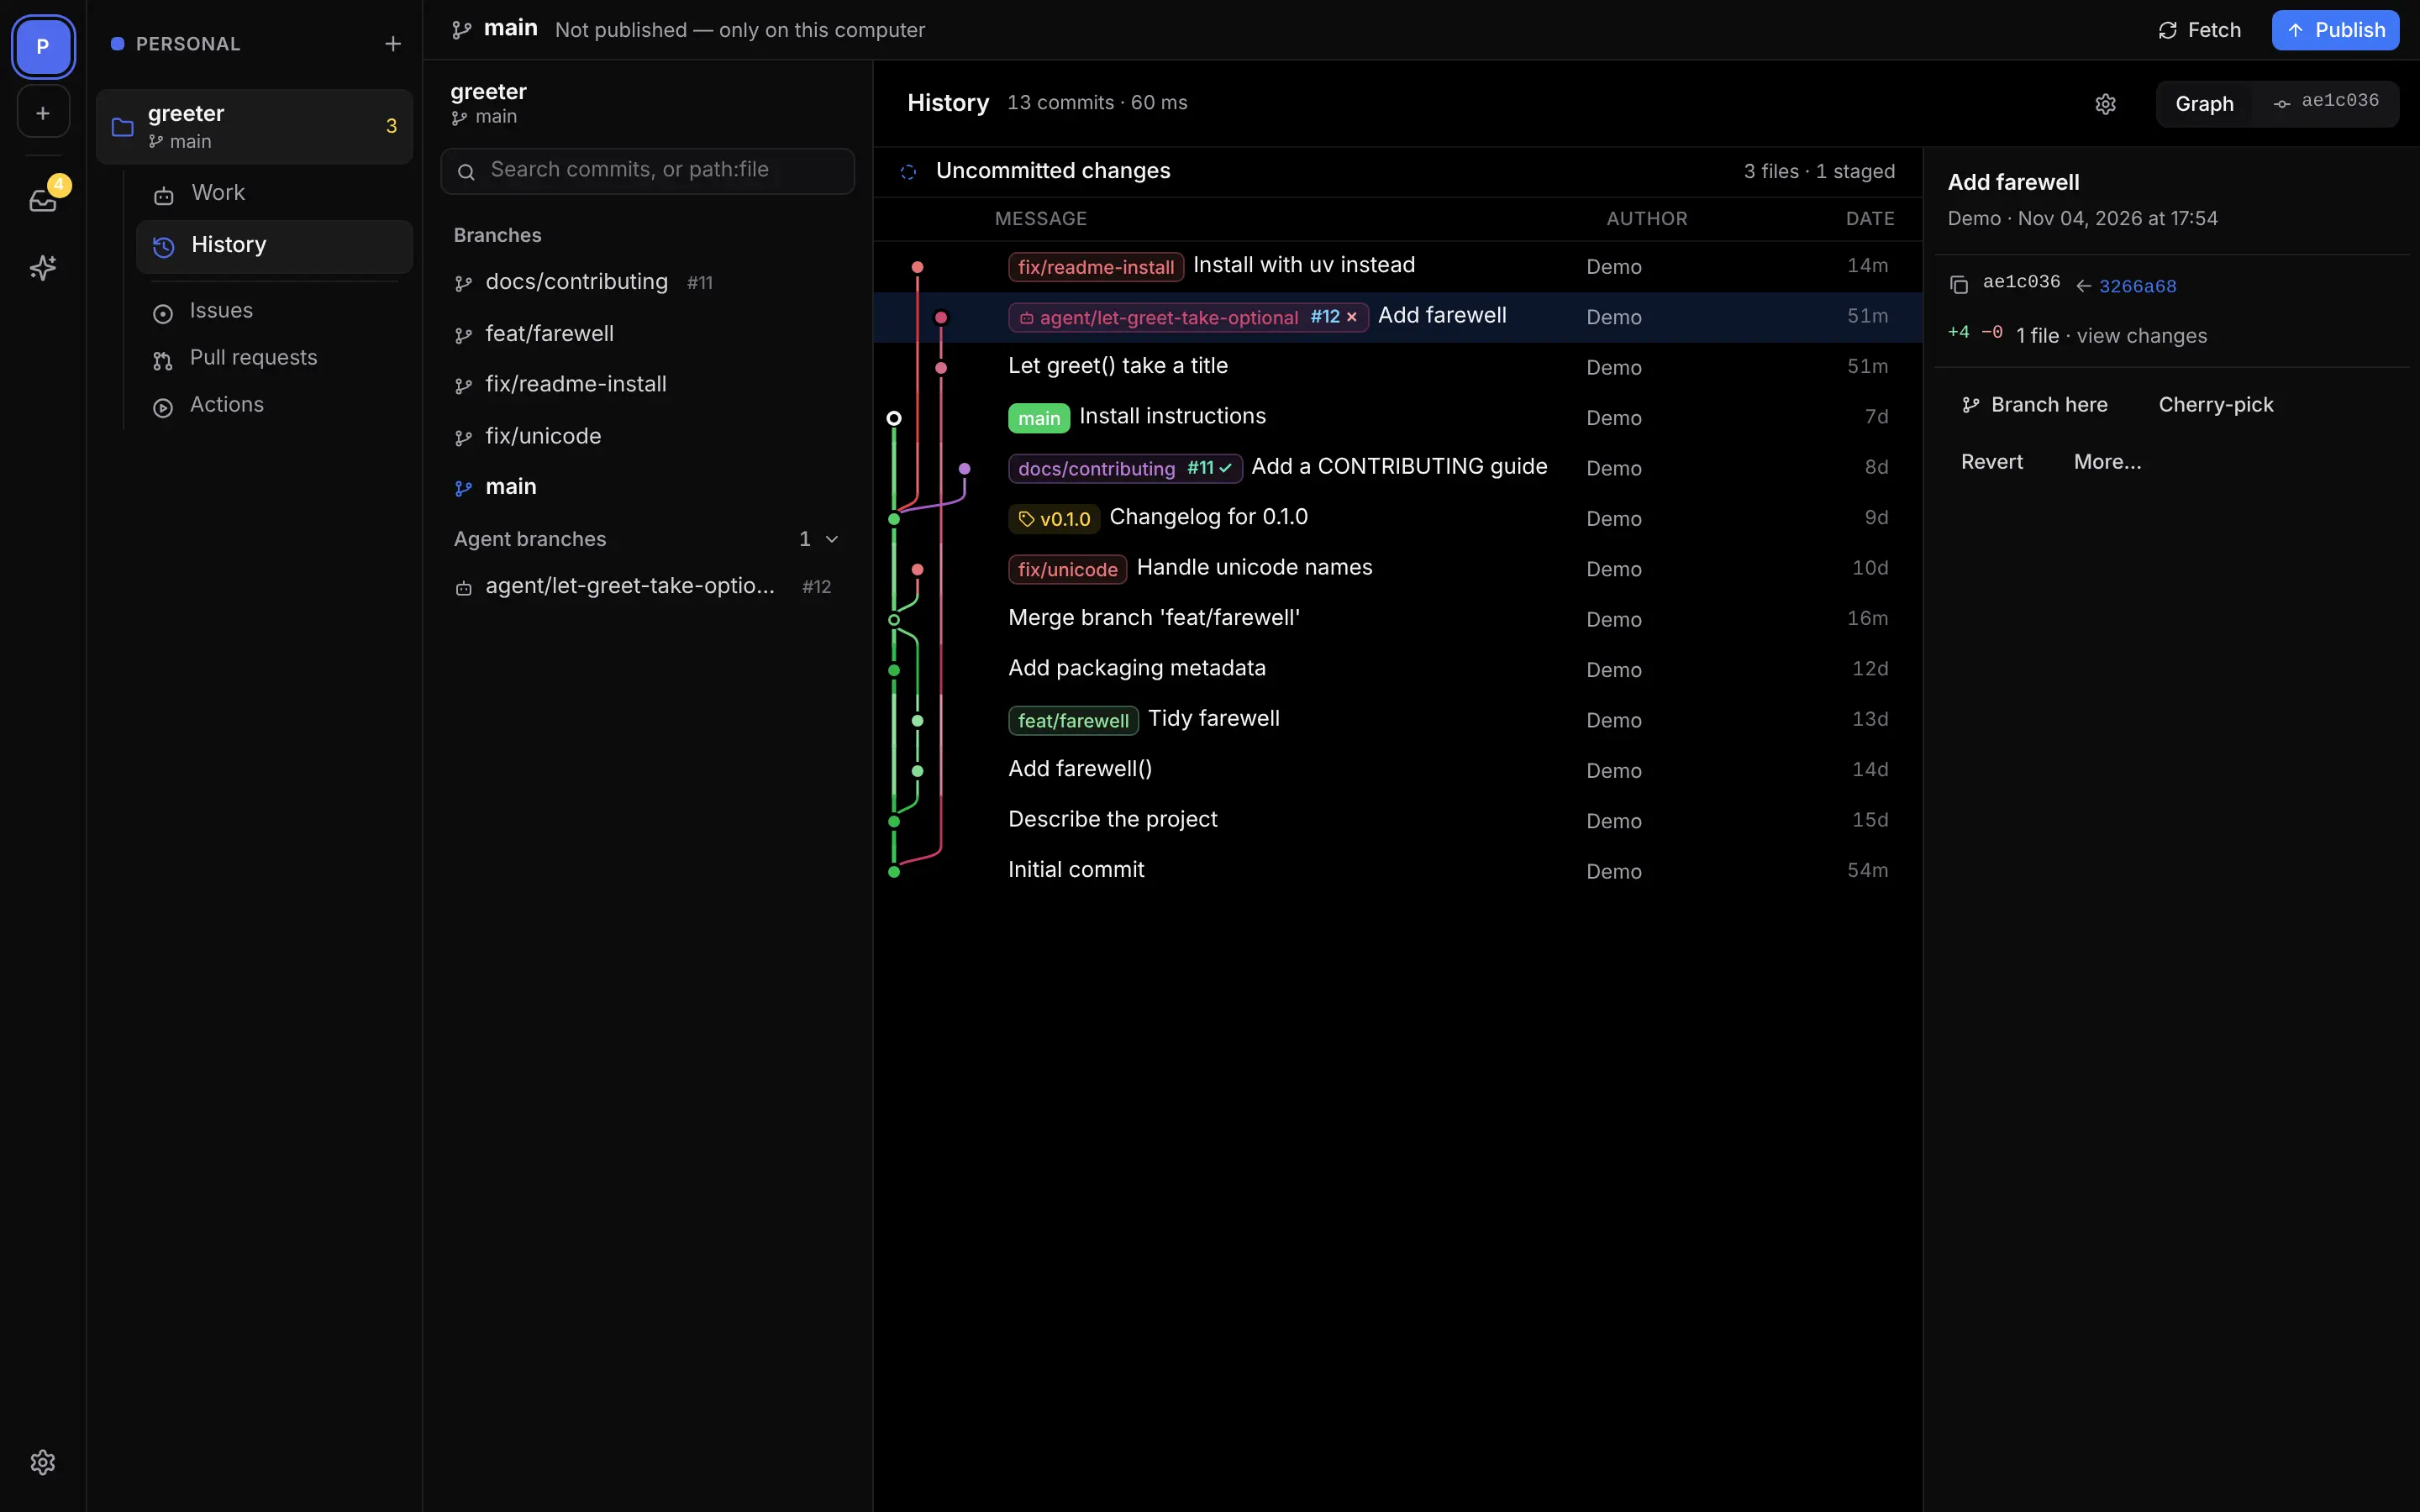 P
PERSONAL
4
greeter
main
3
Work
History
Issues
Pull requests
Actions
main Not published — only on this computer
Fetch
Publish
greeter
main
Search commits, or path:file
Branches
docs/contributing #11
feat/farewell
fix/readme-install
fix/unicode
main
Agent branches 1
agent/let-greet-take-optio... #12
History 13 commits · 60 ms
Graph ae1c036
Uncommitted changes 3 files · 1 staged
MESSAGE AUTHOR DATE
fix/readme-install Install with uv instead Demo 14m
agent/let-greet-take-optional #12 × Add farewell Demo 51m
Let greet() take a title Demo 51m
main Install instructions Demo 7d
docs/contributing #11 ✓ Add a CONTRIBUTING guide Demo 8d
v0.1.0 Changelog for 0.1.0 Demo 9d
fix/unicode Handle unicode names Demo 10d
Merge branch 'feat/farewell' Demo 16m
Add packaging metadata Demo 12d
feat/farewell Tidy farewell Demo 13d
Add farewell() Demo 14d
Describe the project Demo 15d
Initial commit Demo 54m
Add farewell
Demo · Nov 04, 2026 at 17:54
ae1c036 ← 3266a68
+4 −0 1 file · view changes
Branch here Cherry-pick
Revert More...